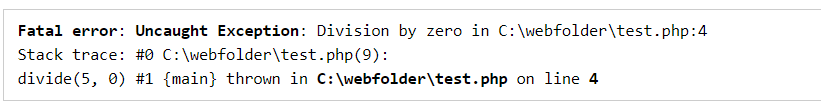 Fatal error: Uncaught Exception: Division by zero in C:\webfolder\test.php:4
Stack trace: #0 C:\webfolder\test.php(9):
divide(5, 0) #1 {main} thrown in C:\webfolder\test.php on line 4